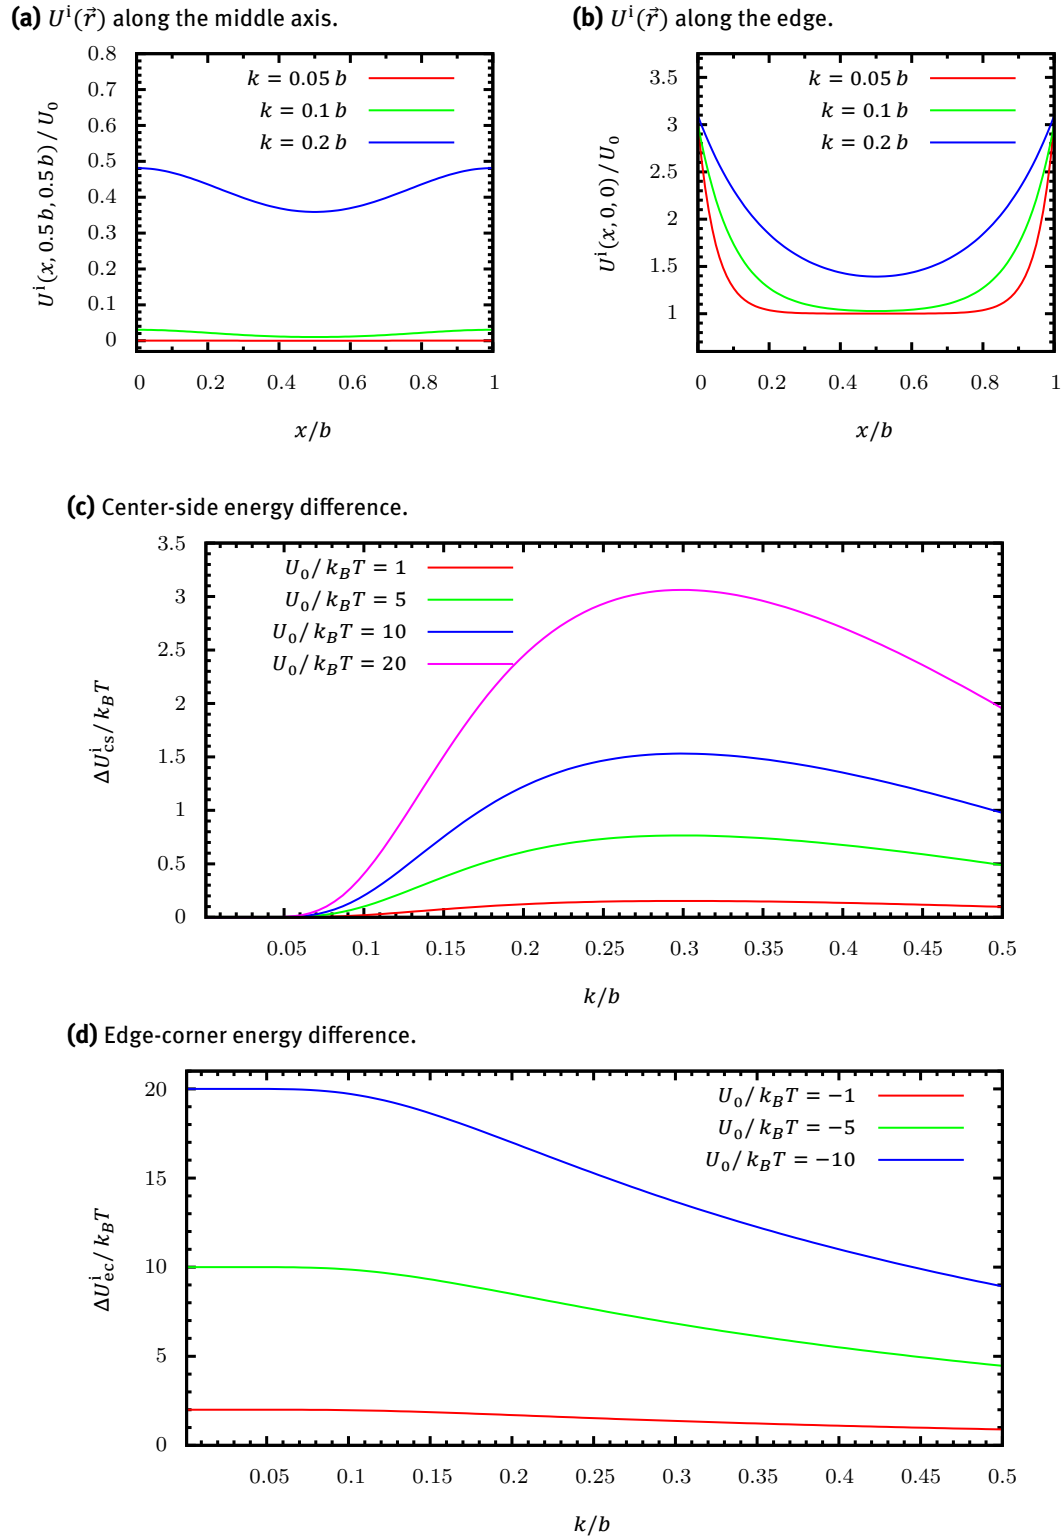 (a) Uⁱ(r⃗) along the middle axis.
Uⁱ(x, 0.5 b, 0.5 b) / U₀
0.8
0.7
0.6
0.5
0.4
0.3
0.2
0.1
0
k = 0.05 b
k = 0.1 b
k = 0.2 b
0 0.2 0.4 0.6 0.8 1
x/b
(b) Uⁱ(r⃗) along the edge.
Uⁱ(x, 0, 0) / U₀
3.5
3
2.5
2
1.5
1
k = 0.05 b
k = 0.1 b
k = 0.2 b
0 0.2 0.4 0.6 0.8 1
x/b
(c) Center-side energy difference.
ΔUⁱcs / k_BT
3.5
3
2.5
2
1.5
1
0.5
0
U₀/k_BT = 1
U₀/k_BT = 5
U₀/k_BT = 10
U₀/k_BT = 20
0.05 0.1 0.15 0.2 0.25 0.3 0.35 0.4 0.45 0.5
k/b
(d) Edge-corner energy difference.
ΔUⁱec / k_BT
20
15
10
5
0
U₀/k_BT = −1
U₀/k_BT = −5
U₀/k_BT = −10
0.05 0.1 0.15 0.2 0.25 0.3 0.35 0.4 0.45 0.5
k/b